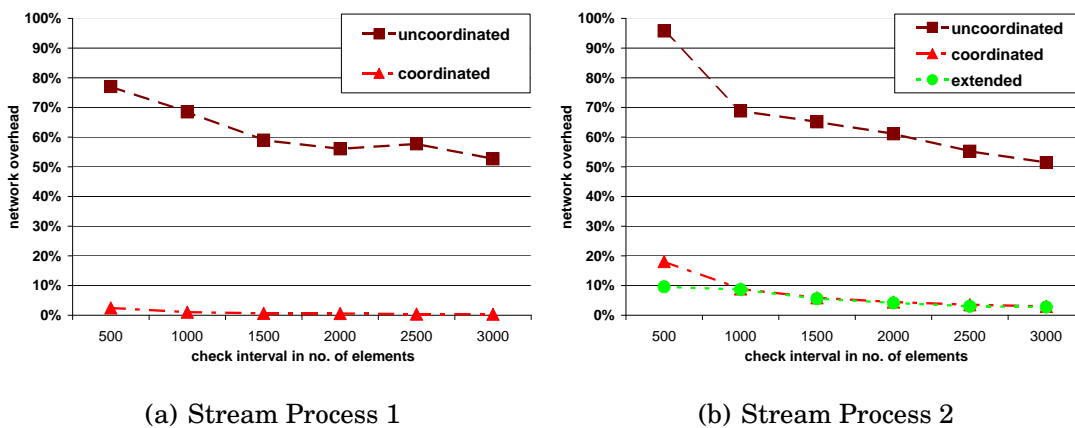 100%
90%
80%
70%
60%
50%
40%
30%
20%
10%
0%
network overhead
uncoordinated
coordinated
500 1000 1500 2000 2500 3000
check interval in no. of elements
(a) Stream Process 1
100%
90%
80%
70%
60%
50%
40%
30%
20%
10%
0%
network overhead
uncoordinated
coordinated
extended
500 1000 1500 2000 2500 3000
check interval in no. of elements
(b) Stream Process 2